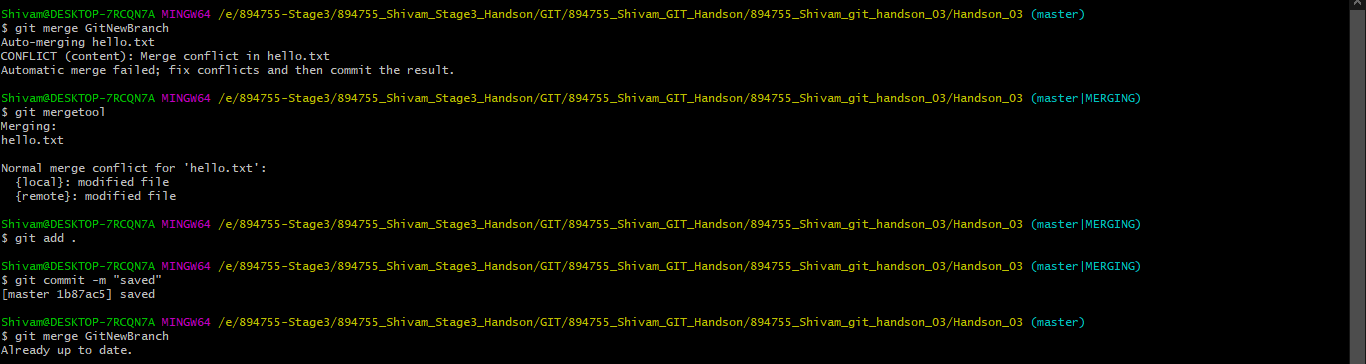 Shivam@DESKTOP-7RCQN7A MINGW64 /e/894755-Stage3/894755_Shivam_Stage3_Handson/GIT/894755_Shivam_GIT_Handson/894755_Shivam_git_handson_03/Handson_03 (master)
$ git merge GitNewBranch
Auto-merging hello.txt
CONFLICT (content): Merge conflict in hello.txt
Automatic merge failed; fix conflicts and then commit the result.
Shivam@DESKTOP-7RCQN7A MINGW64 /e/894755-Stage3/894755_Shivam_Stage3_Handson/GIT/894755_Shivam_GIT_Handson/894755_Shivam_git_handson_03/Handson_03 (master|MERGING)
$ git mergetool
Merging:
hello.txt
Normal merge conflict for 'hello.txt':
  {local}: modified file
  {remote}: modified file
Shivam@DESKTOP-7RCQN7A MINGW64 /e/894755-Stage3/894755_Shivam_Stage3_Handson/GIT/894755_Shivam_GIT_Handson/894755_Shivam_git_handson_03/Handson_03 (master|MERGING)
$ git add .
Shivam@DESKTOP-7RCQN7A MINGW64 /e/894755-Stage3/894755_Shivam_Stage3_Handson/GIT/894755_Shivam_GIT_Handson/894755_Shivam_git_handson_03/Handson_03 (master|MERGING)
$ git commit -m "saved"
[master 1b87ac5] saved
Shivam@DESKTOP-7RCQN7A MINGW64 /e/894755-Stage3/894755_Shivam_Stage3_Handson/GIT/894755_Shivam_GIT_Handson/894755_Shivam_git_handson_03/Handson_03 (master)
$ git merge GitNewBranch
Already up to date.